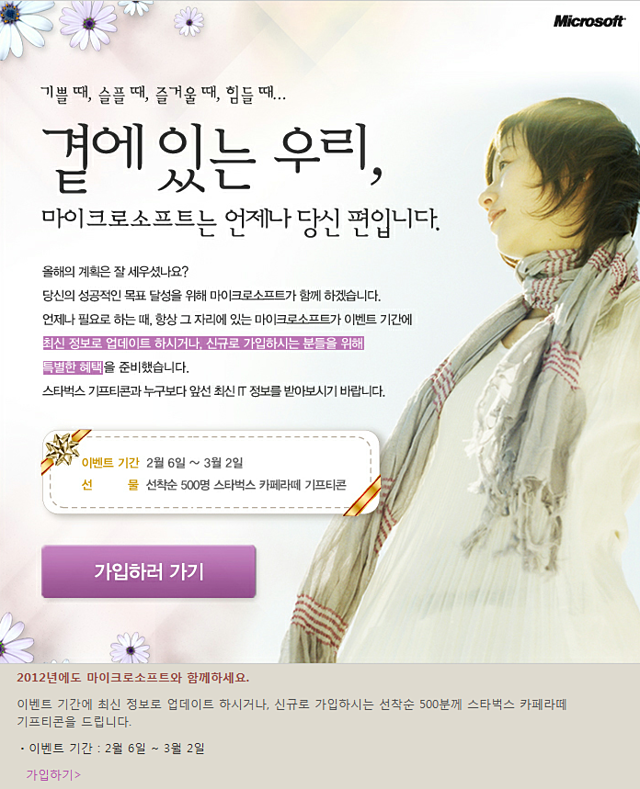 Microsoft
기쁠 때, 슬플 때, 즐거울 때, 힘들 때...
곁에 있는 우리,
마이크로소프트는 언제나 당신 편입니다.
올해의 계획은 잘 세우셨나요?
당신의 성공적인 목표 달성을 위해 마이크로소프트가 함께 하겠습니다.
언제나 필요로 하는 때, 항상 그 자리에 있는 마이크로소프트가 이벤트 기간에
최신 정보로 업데이트 하시거나, 신규로 가입하시는 분들을 위해
특별한 혜택을 준비했습니다.
스타벅스 기프티콘과 누구보다 앞선 최신 IT 정보를 받아보시기 바랍니다.
이벤트 기간 2월 6일 ~ 3월 2일
선 물 선착순 500명 스타벅스 카페라떼 기프티콘
가입하러 가기
2012년에도 마이크로소프트와 함께하세요.
이벤트 기간에 최신 정보로 업데이트 하시거나, 신규로 가입하시는 선착순 500분께 스타벅스 카페라떼
기프티콘을 드립니다.
· 이벤트 기간 : 2월 6일 ~ 3월 2일
가입하기>